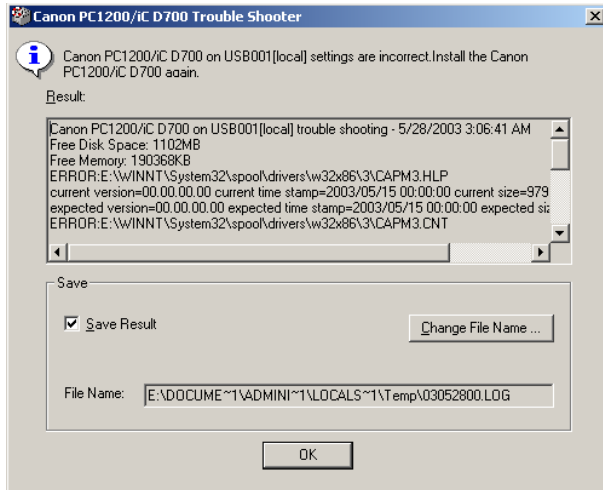 Canon PC1200/iC D700 Trouble Shooter
Canon PC1200/iC D700 on USB001[local] settings are incorrect.Install the Canon
PC1200/iC D700 again.
Result:
Canon PC1200/iC D700 on USB001[local] trouble shooting - 5/28/2003 3:06:41 AM
Free Disk Space: 1102MB
Free Memory: 190368KB
ERROR:E:\WINNT\System32\spool\drivers\w32x86\3\CAPM3.HLP
current version=00.00.00.00 current time stamp=2003/05/15 00:00:00 current size=979
expected version=00.00.00.00 expected time stamp=2003/05/15 00:00:00 expected siz
ERROR:E:\WINNT\System32\spool\drivers\w32x86\3\CAPM3.CNT
Save
Save Result
Change File Name ...
File Name: E:\DOCUME~1\ADMINI~1\LOCALS~1\Temp\03052800.LOG
OK